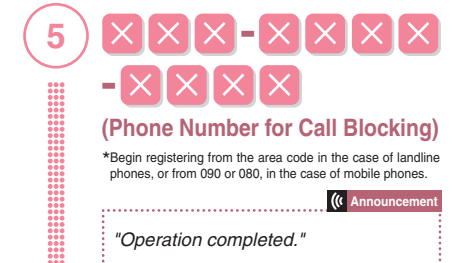 5 ×××-××××
-××××
(Phone Number for Call Blocking)
*Begin registering from the area code in the case of landline
phones, or from 090 or 080, in the case of mobile phones.
Announcement
"Operation completed."